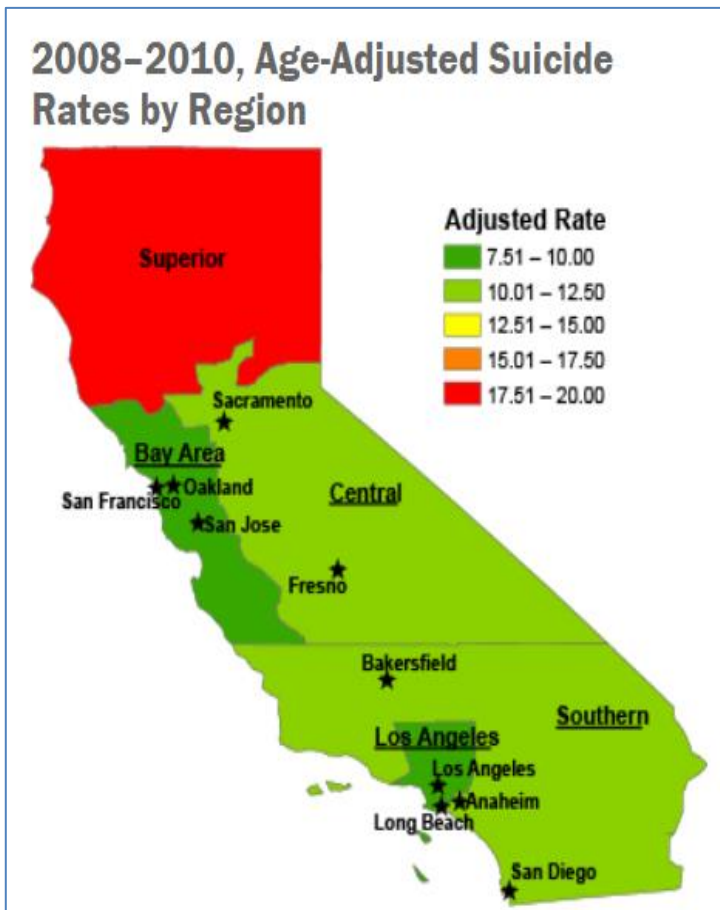 2008–2010, Age-Adjusted Suicide
Rates by Region
Adjusted Rate
7.51 – 10.00
10.01 – 12.50
12.51 – 15.00
15.01 – 17.50
17.51 – 20.00
Superior
Sacramento
Bay Area
Oakland
San Francisco
San Jose
Central
Fresno
Bakersfield
Southern
Los Angeles
Los Angeles
Anaheim
Long Beach
San Diego